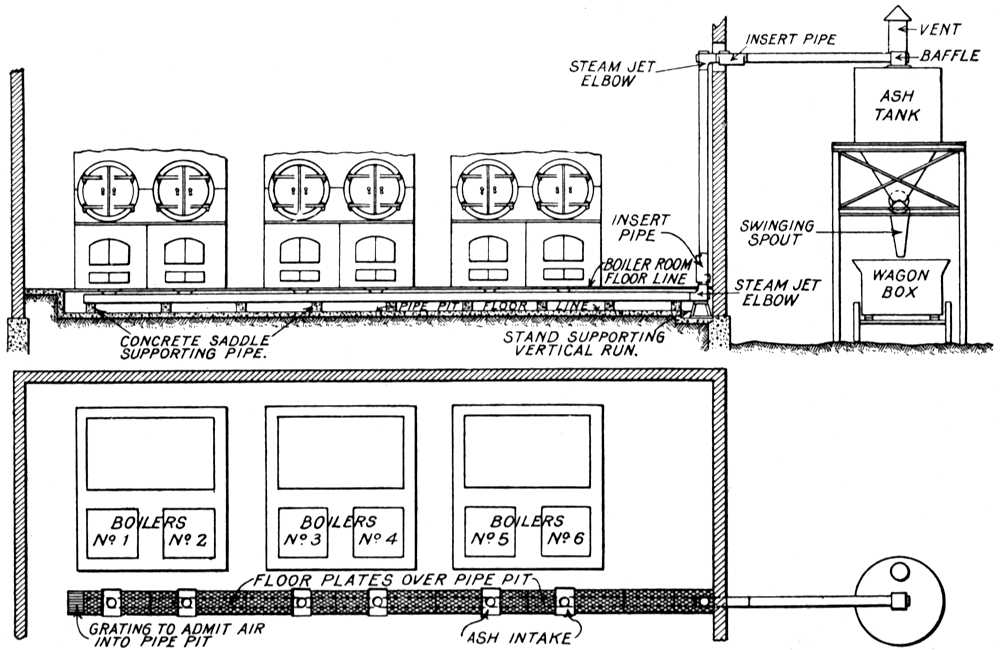 VENT
INSERT PIPE
BAFFLE
STEAM JET
ELBOW
ASH
TANK
INSERT
PIPE
SWINGING
SPOUT
BOILER ROOM
FLOOR LINE
WAGON
BOX
STEAM JET
ELBOW
PIPE PIT FLOOR LINE
CONCRETE SADDLE
SUPPORTING PIPE.
STAND SUPPORTING
VERTICAL RUN.
BOILERS
Nº 1 Nº 2
BOILERS
Nº 3 Nº 4
BOILERS
Nº 5 Nº 6
FLOOR PLATES OVER PIPE PIT
GRATING TO ADMIT AIR
INTO PIPE PIT
ASH INTAKE